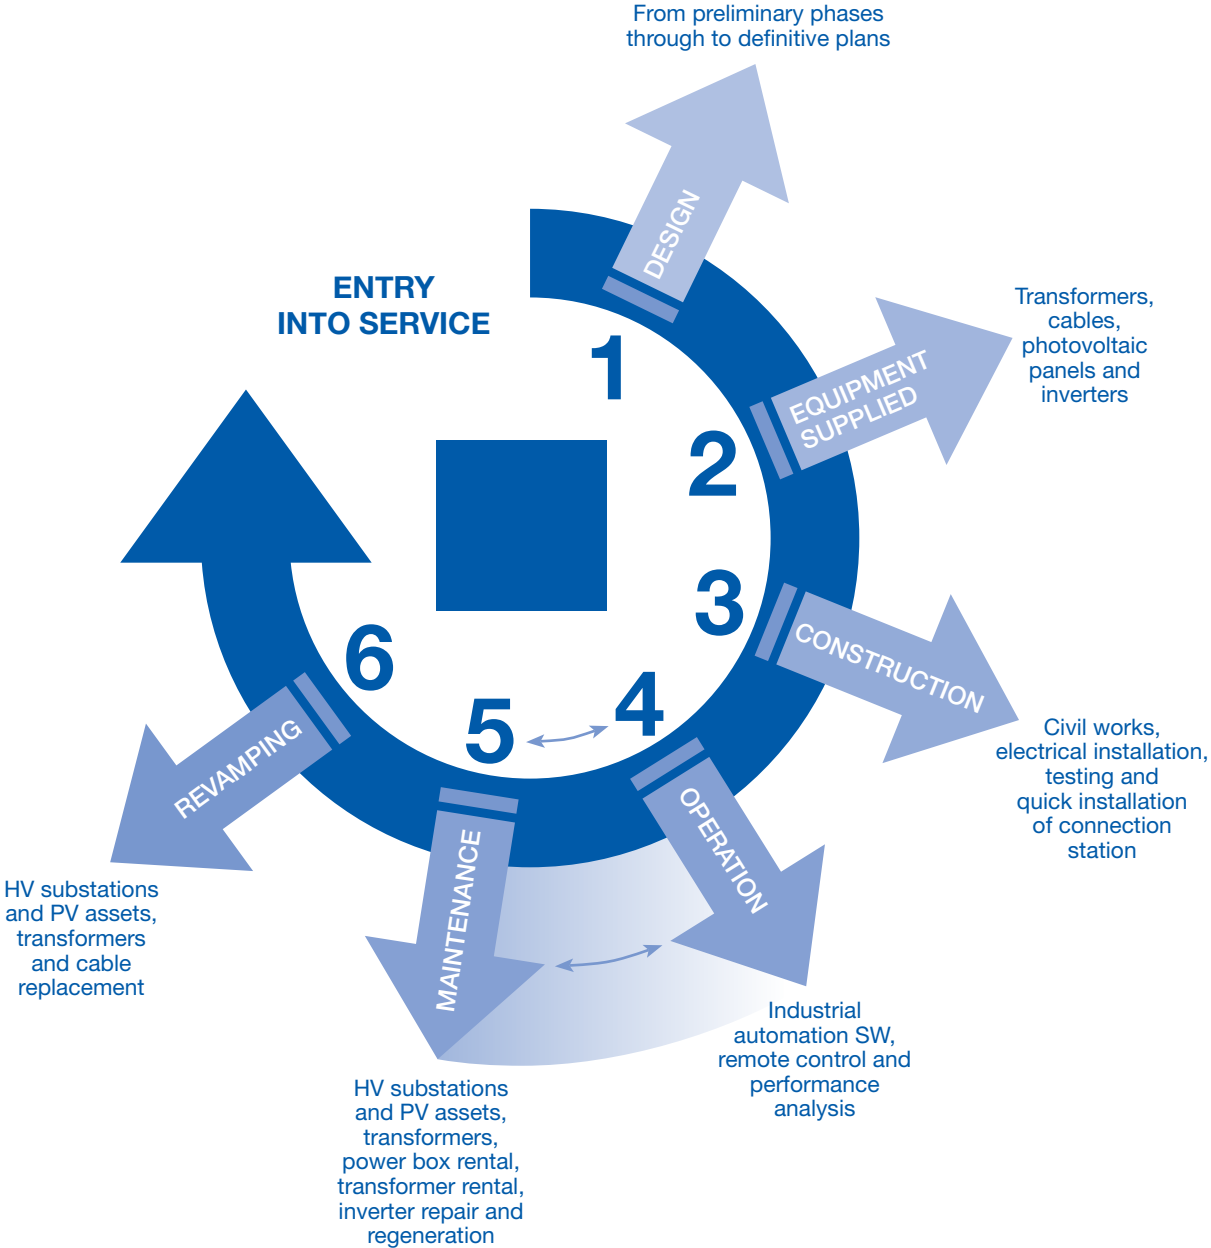 From preliminary phases
through to definitive plans
DESIGN
ENTRY
INTO SERVICE
1
Transformers,
cables,
photovoltaic
panels and
inverters
EQUIPMENT
SUPPLIED
2
3
CONSTRUCTION
Civil works,
electrical installation,
testing and
quick installation
of connection
station
4
OPERATION
Industrial
automation SW,
remote control and
performance
analysis
5
MAINTENANCE
HV substations
and PV assets,
transformers,
power box rental,
transformer rental,
inverter repair and
regeneration
6
REVAMPING
HV substations
and PV assets,
transformers
and cable
replacement